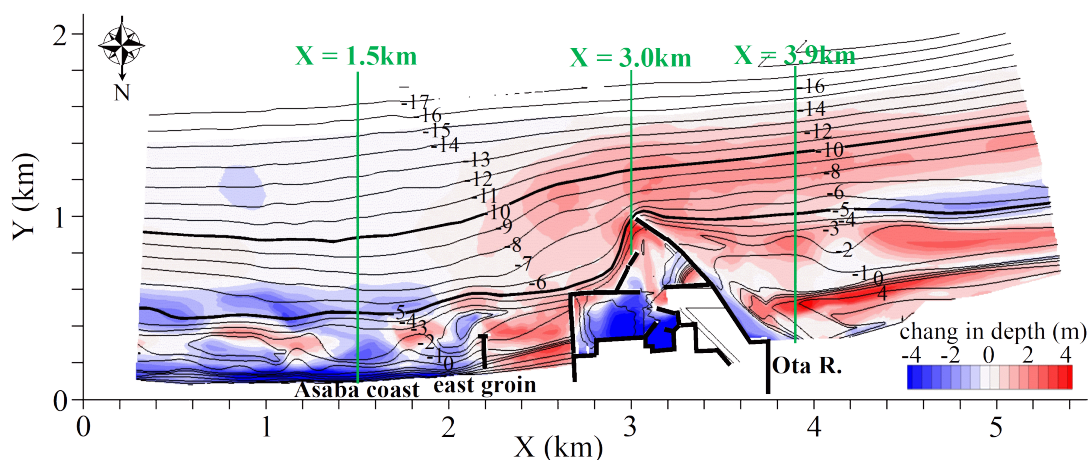 2
X = 1.5km
X = 3.0km
X = 3.9km
N
-17
-16
-15
-14
-13
-12
-11
-10
-9
-8
-7
-6
-5
-4
-3
-2
-10
-16
-14
-12
-10
-8
-6
-5
-4
-3
-2
-1
0
4
1
Y (km)
0
chang in depth (m)
-4 -2 0 2 4
Asaba coast
east groin
Ota R.
0 1 2 3 4 5
X (km)